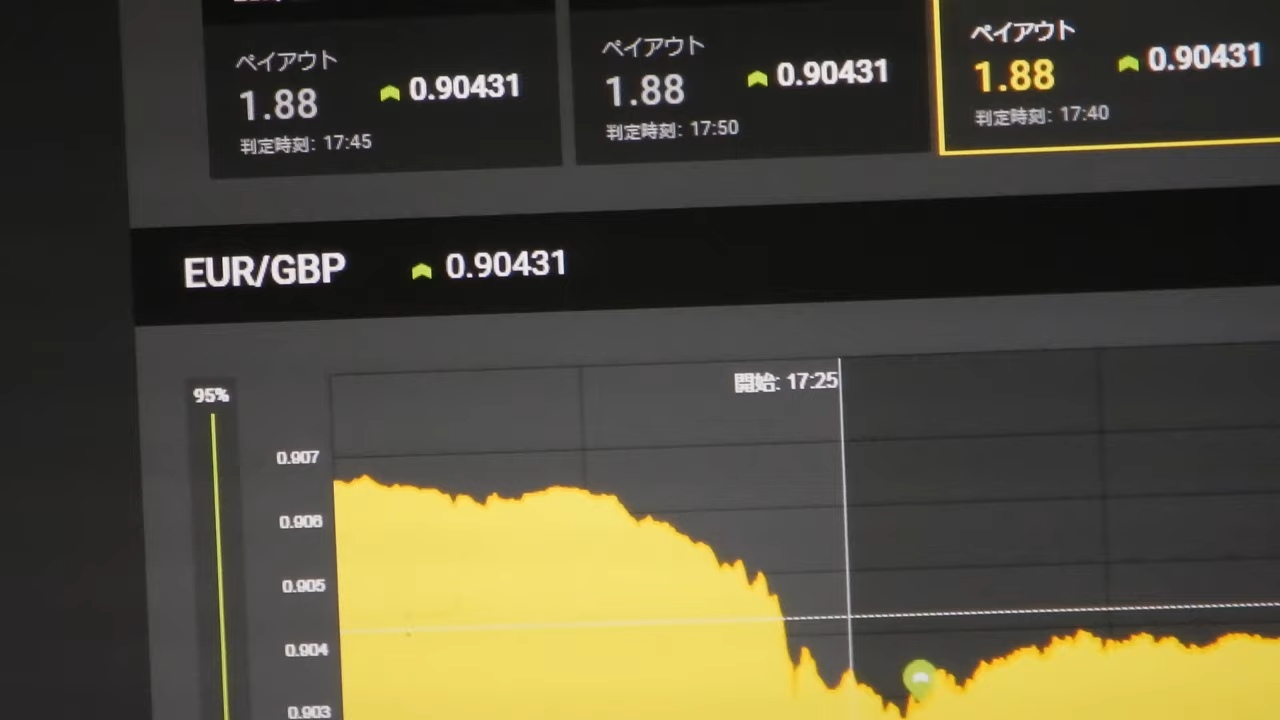 ペイアウト
1.88
0.90431
判定時刻: 17:45
ペイアウト
1.88
0.90431
判定時刻: 17:50
ペイアウト
1.88
0.90431
判定時刻: 17:40
EUR/GBP 0.90431
開始: 17:25
95%
0.907
0.906
0.905
0.904
0.903